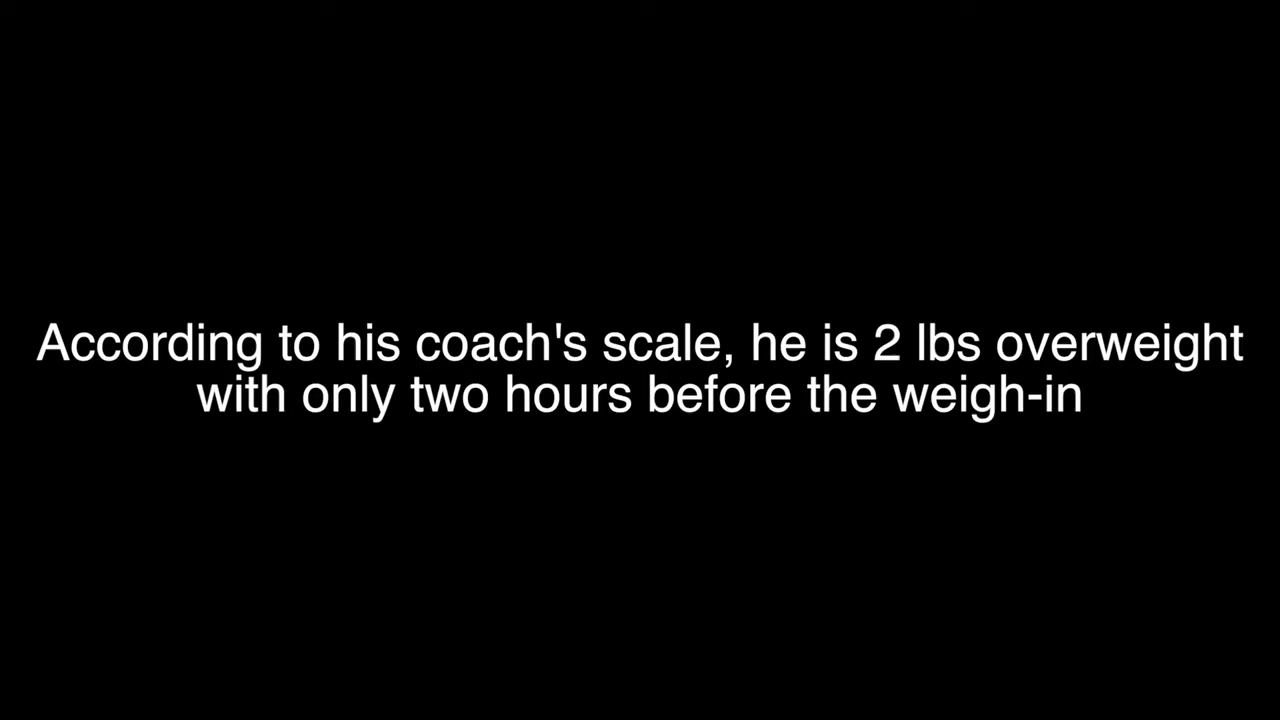 According to his coach's scale, he is 2 lbs overweight
with only two hours before the weigh-in